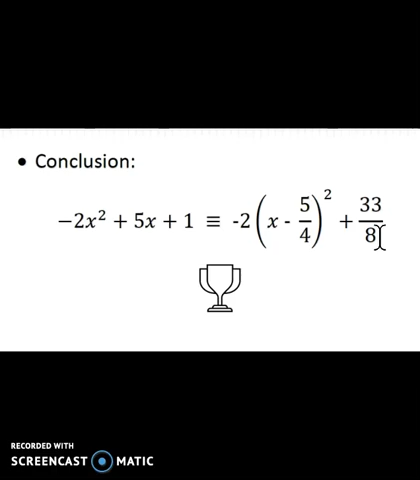 • Conclusion:
−2x² + 5x + 1 ≡ -2(x - 5/4)² + 33/8
RECORDED WITH
SCREENCAST MATIC